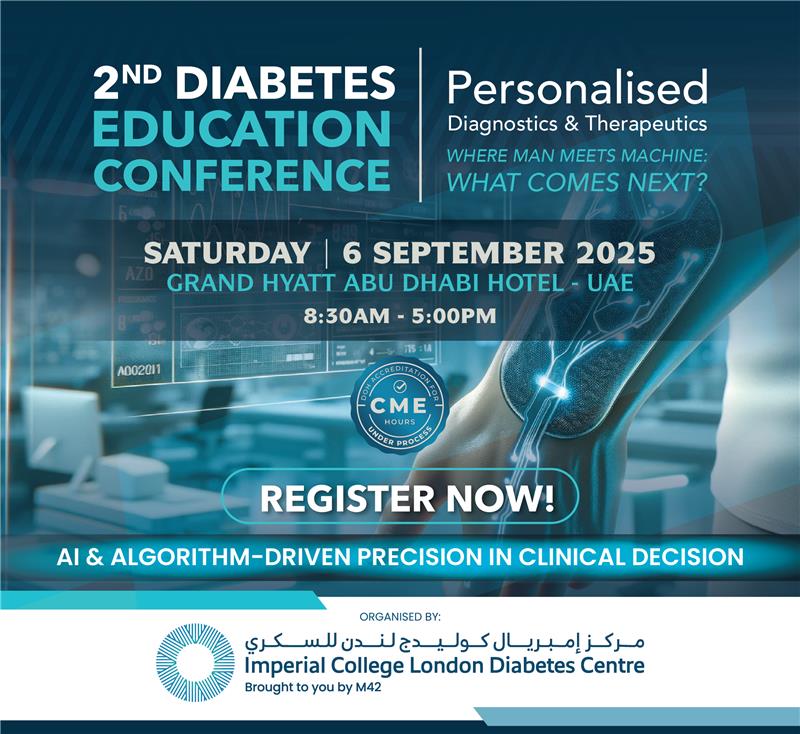 2ND DIABETES
EDUCATION
CONFERENCE
Personalised
Diagnostics & Therapeutics
WHERE MAN MEETS MACHINE:
WHAT COMES NEXT?
SATURDAY | 6 SEPTEMBER 2025
GRAND HYATT ABU DHABI HOTEL - UAE
8:30AM - 5:00PM
A002011
DOH ACCREDITATION FOR
CME
HOURS
UNDER PROCESS
REGISTER NOW!
AI & ALGORITHM-DRIVEN PRECISION IN CLINICAL DECISION
ORGANISED BY:
مركز إمبريال كوليدج لندن للسكري
Imperial College London Diabetes Centre
Brought to you by M42